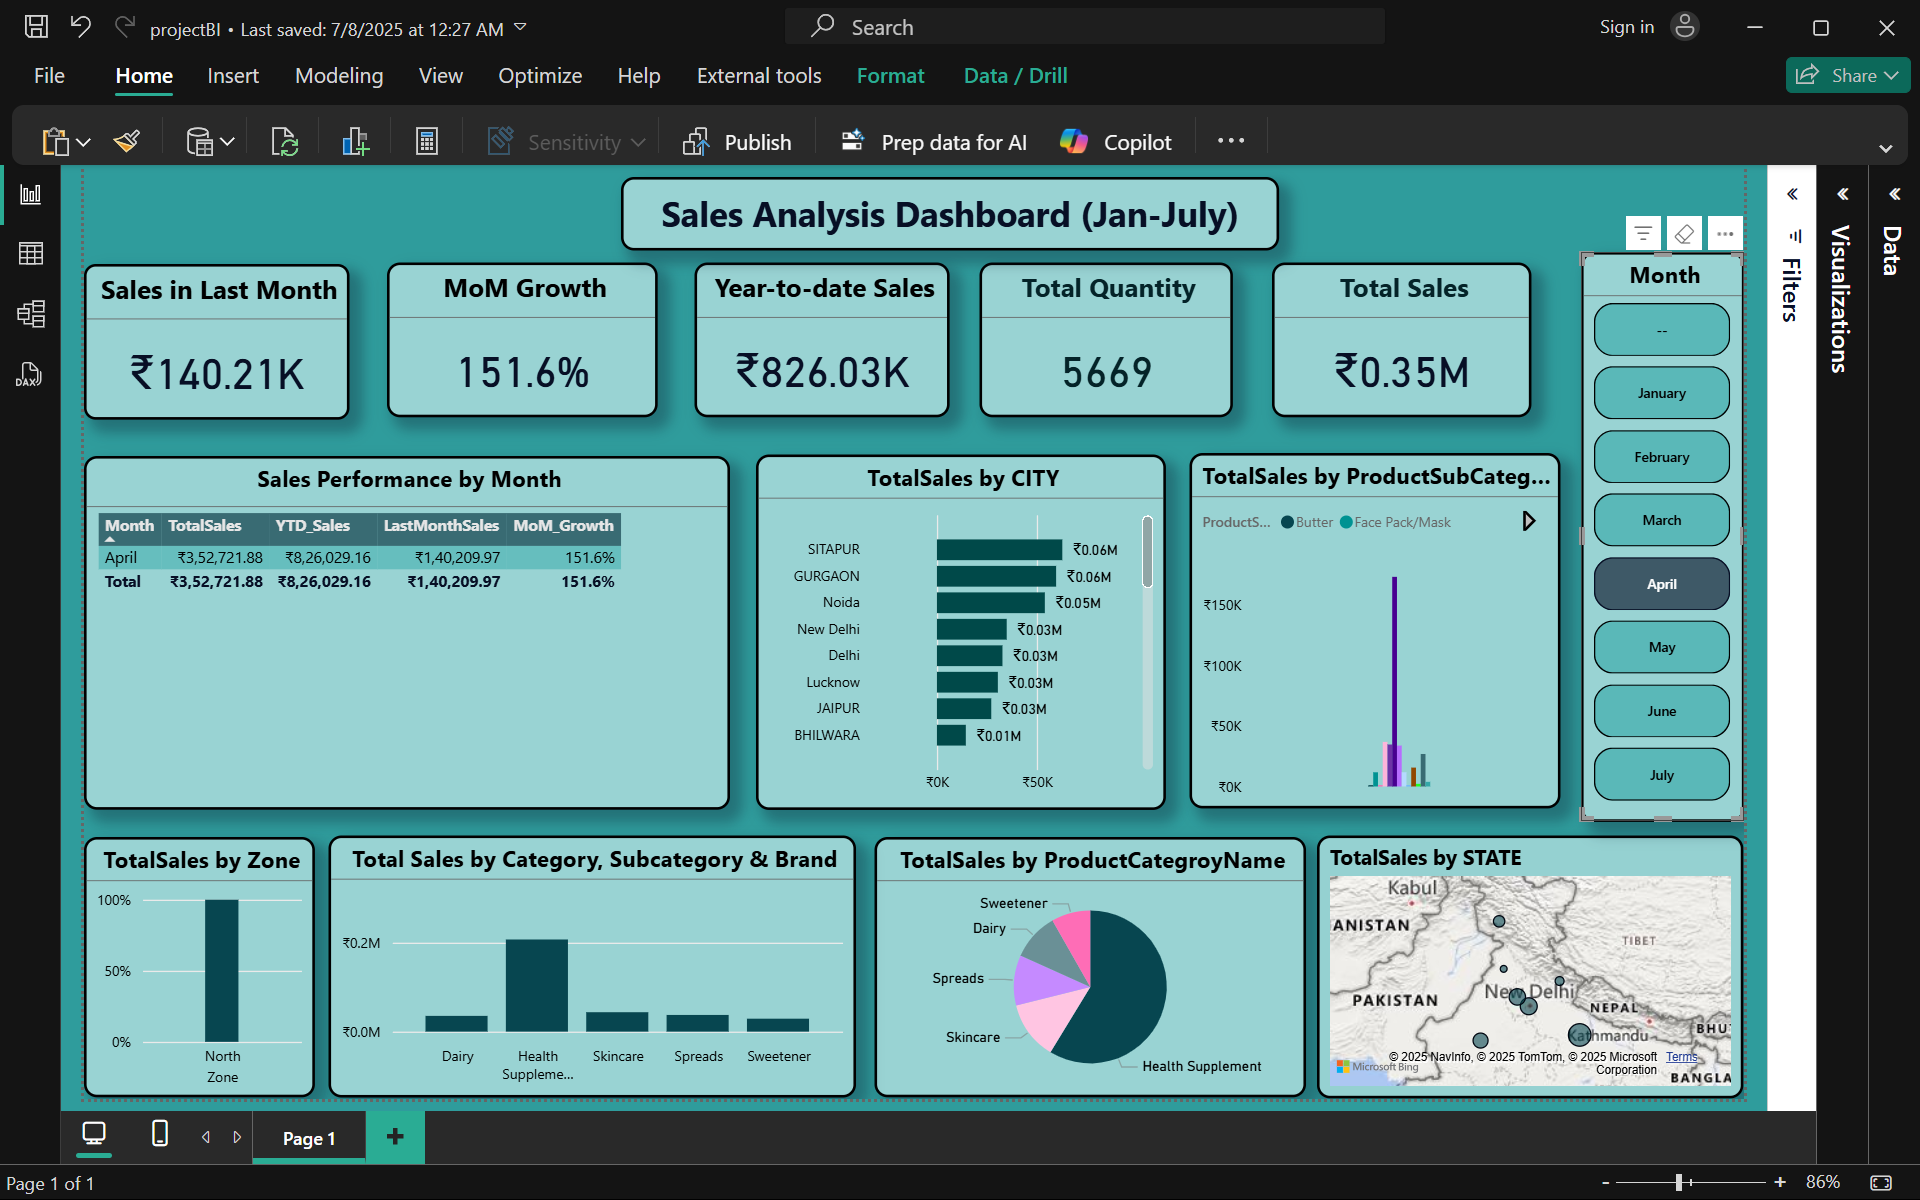 projectBI • Last saved: 7/8/2025 at 12:27 AM
Search
Sign in
File Home Insert Modeling View Optimize Help External tools Format Data / Drill
Share
Sensitivity
Publish
Prep data for AI
Copilot
DAX
Sales Analysis Dashboard (Jan-July)
Sales in Last Month
₹140.21K
MoM Growth
151.6%
Year-to-date Sales
₹826.03K
Total Quantity
5669
Total Sales
₹0.35M
Month
--
January
February
March
April
May
June
July
Filters
Visualizations
Data
Sales Performance by Month
Month TotalSales YTD_Sales LastMonthSales MoM_Growth
April ₹3,52,721.88 ₹8,26,029.16 ₹1,40,209.97 151.6%
Total ₹3,52,721.88 ₹8,26,029.16 ₹1,40,209.97 151.6%
TotalSales by CITY
SITAPUR ₹0.06M
GURGAON ₹0.06M
Noida ₹0.05M
New Delhi ₹0.03M
Delhi ₹0.03M
Lucknow ₹0.03M
JAIPUR ₹0.03M
BHILWARA ₹0.01M
₹0K ₹50K
TotalSales by ProductSubCateg...
ProductS... Butter Face Pack/Mask
₹150K
₹100K
₹50K
₹0K
TotalSales by Zone
100%
50%
0%
North
Zone
Total Sales by Category, Subcategory & Brand
₹0.2M
₹0.0M
Dairy Health Suppleme... Skincare Spreads Sweetener
TotalSales by ProductCategroyName
Sweetener
Dairy
Spreads
Skincare
Health Supplement
TotalSales by STATE
Kabul
ANISTAN
TIBET
New Delhi
PAKISTAN
NEPAL
Kathmandu
BHU
© 2025 NavInfo, © 2025 TomTom, © 2025 Microsoft Terms
Corporation
Microsoft Bing
BANGLA
Page 1
Page 1 of 1
86%